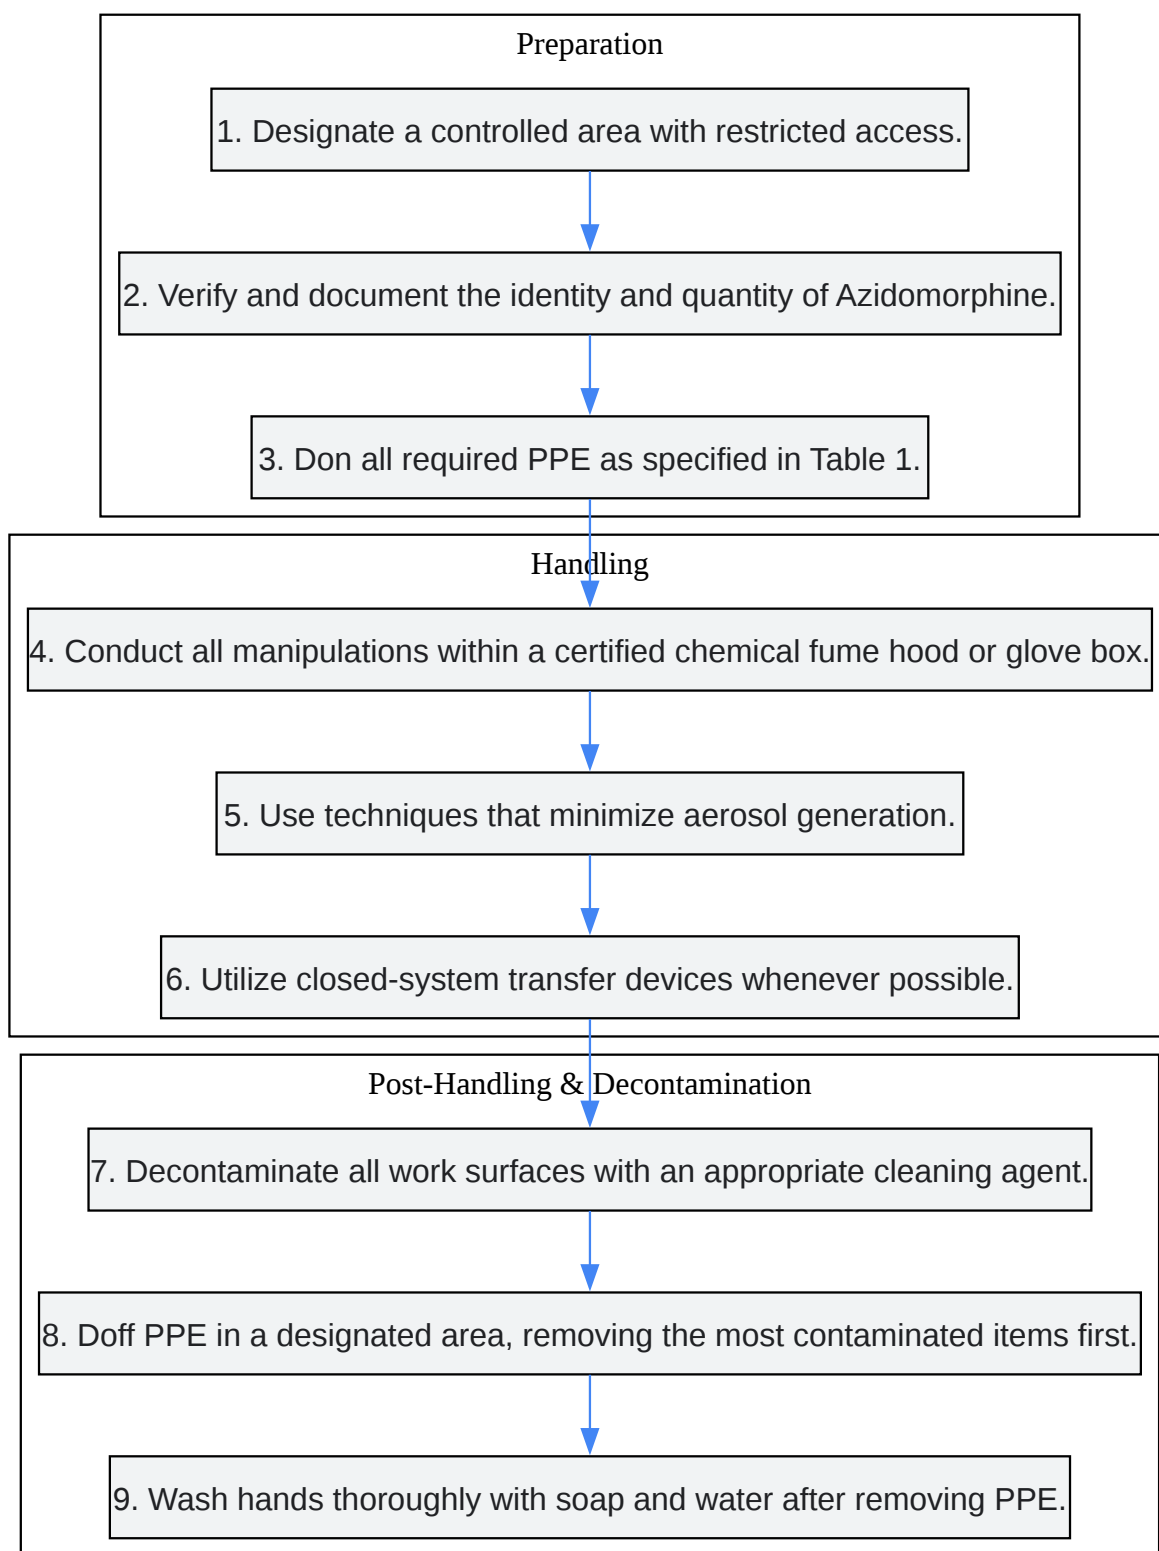 Preparation
1. Designate a controlled area with restricted access.
2. Verify and document the identity and quantity of Azidomorphine.
3. Don all required PPE as specified in Table 1.
Handling
4. Conduct all manipulations within a certified chemical fume hood or glove box.
5. Use techniques that minimize aerosol generation.
6. Utilize closed-system transfer devices whenever possible.
Post-Handling & Decontamination
7. Decontaminate all work surfaces with an appropriate cleaning agent.
8. Doff PPE in a designated area, removing the most contaminated items first.
9. Wash hands thoroughly with soap and water after removing PPE.